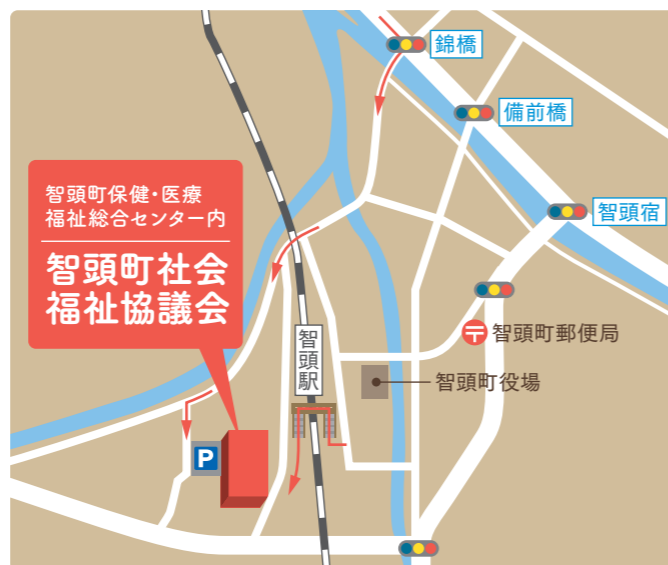 錦橋
備前橋
智頭宿
智頭町保健・医療
福祉総合センター内
智頭町社会
福祉協議会
智頭駅
〒智頭町郵便局
智頭町役場
P